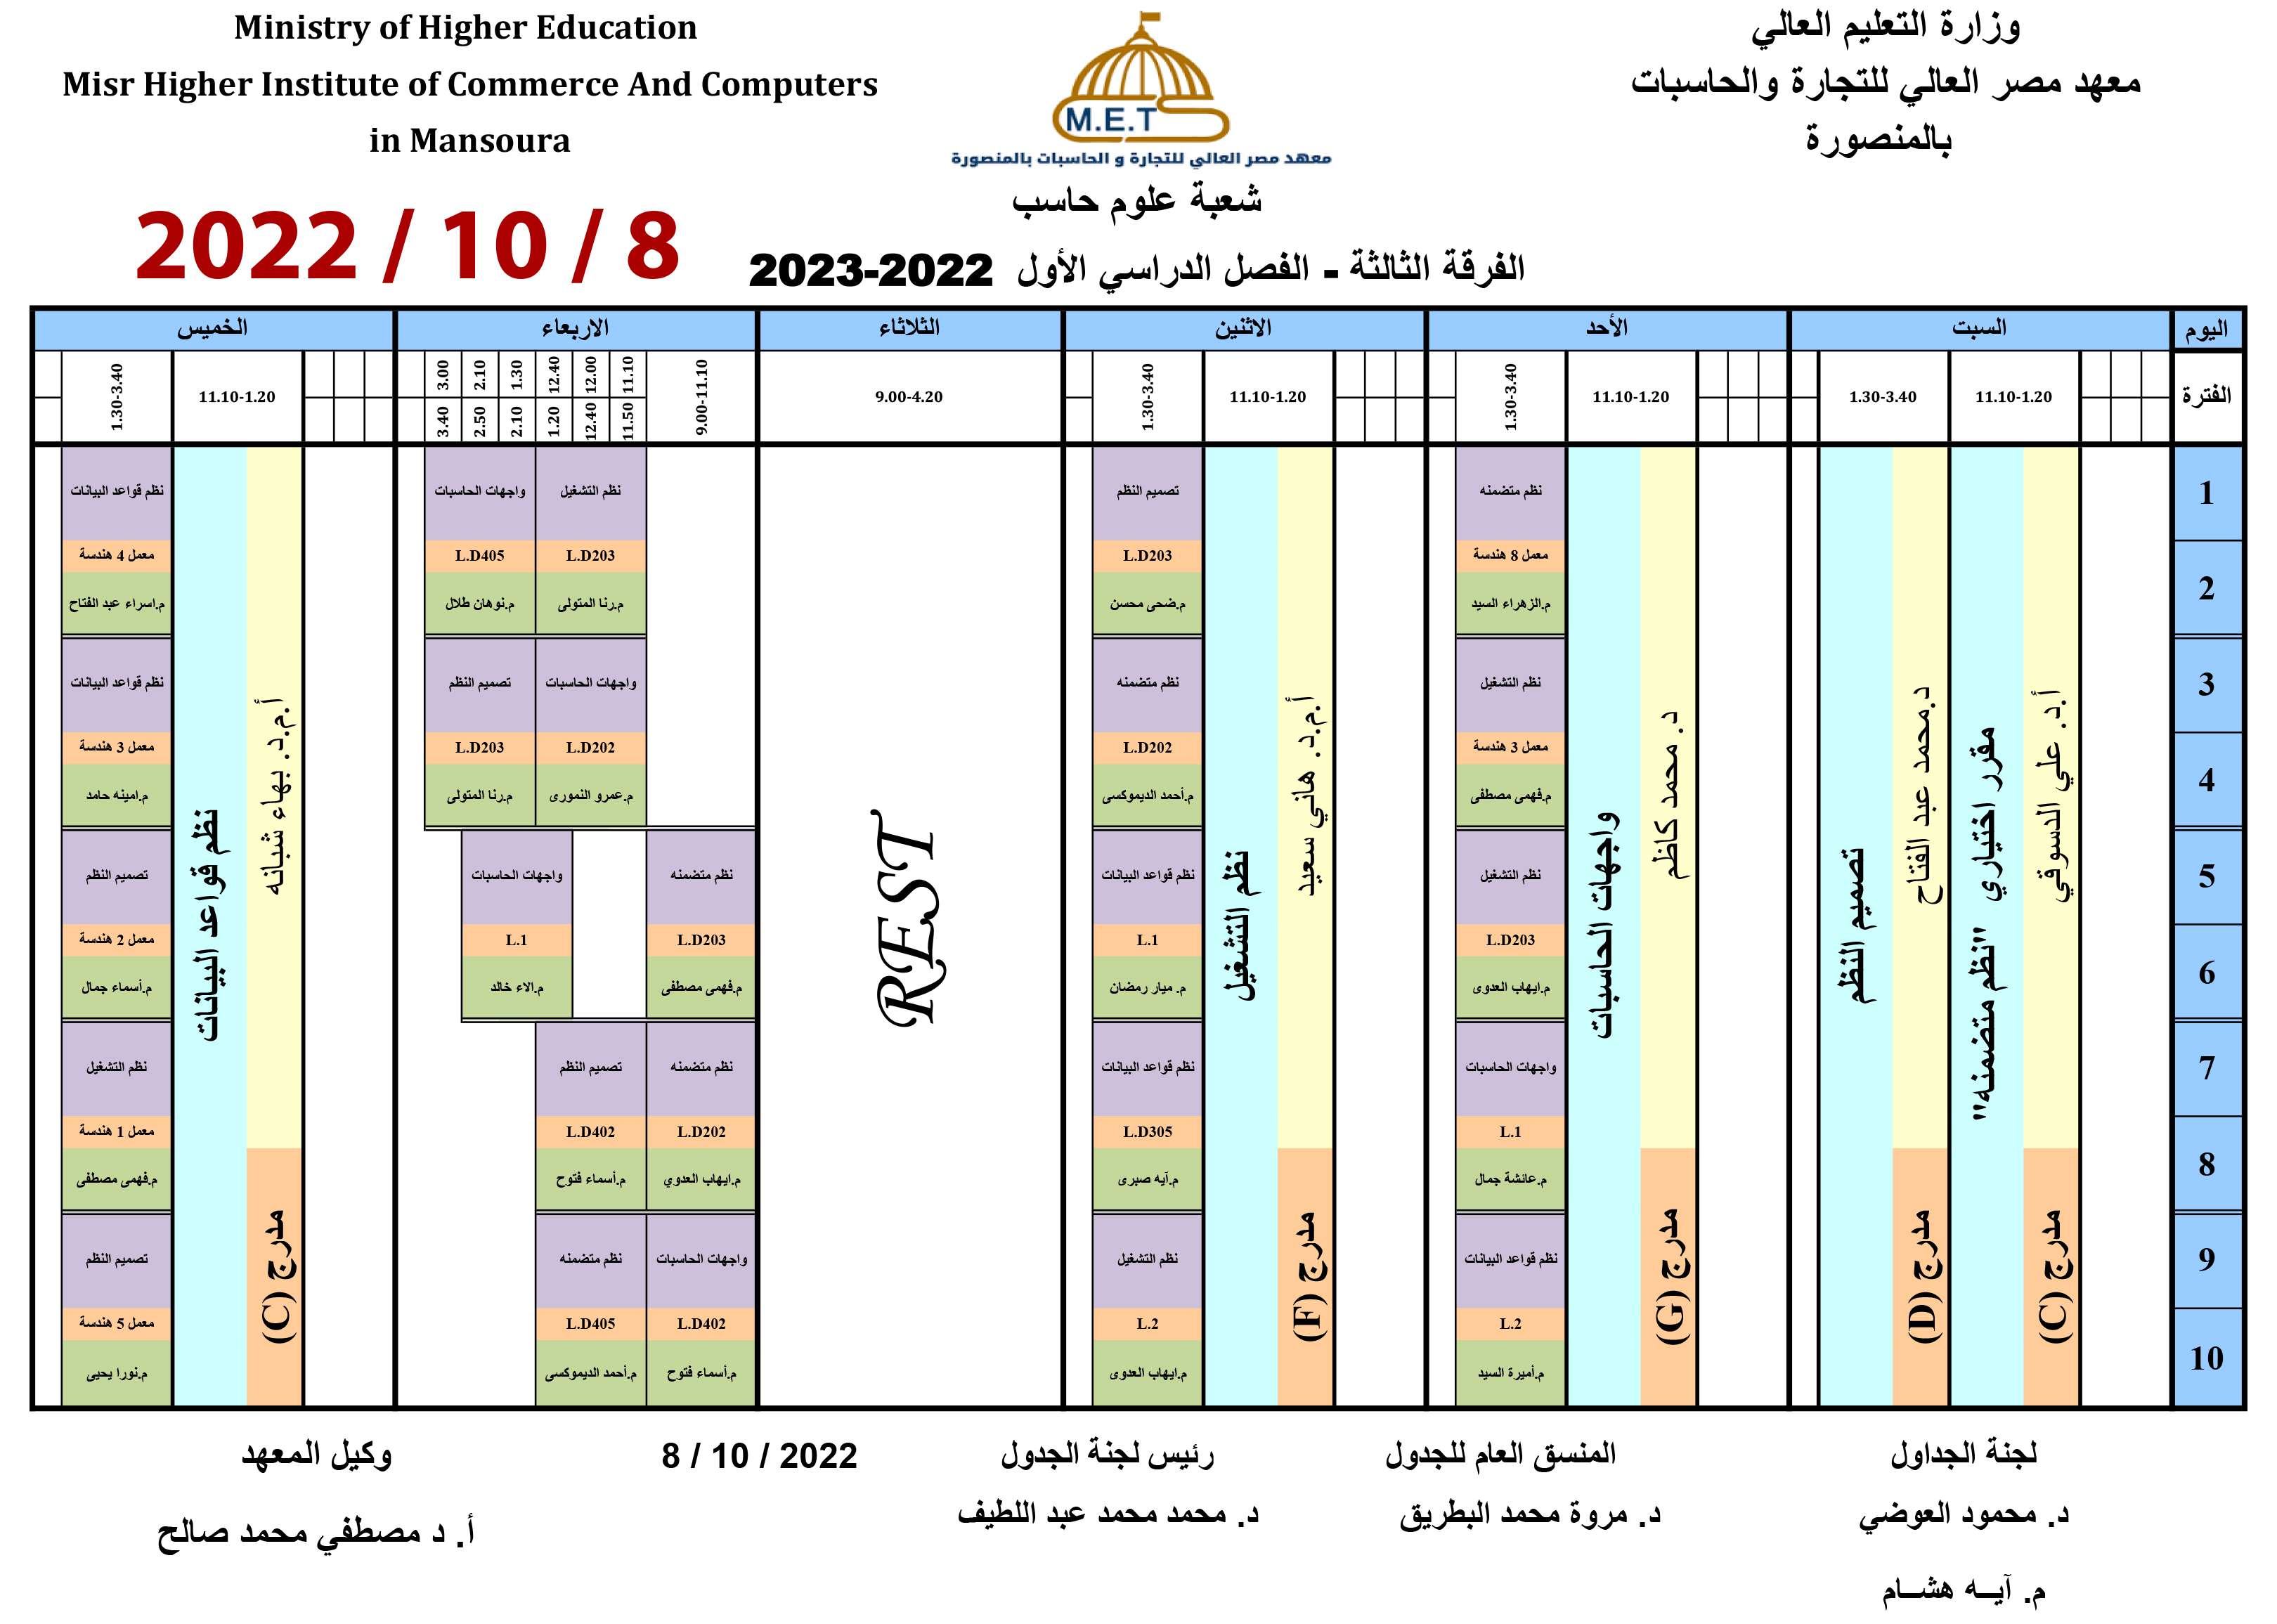 Ministry of Higher Education
Misr Higher Institute of Commerce And Computers
in Mansoura
M.E.T
معهد مصر العالي للتجارة و الحاسبات بالمنصورة
وزارة التعليم العالي
معهد مصر العالي للتجارة والحاسبات
بالمنصورة
شعبة علوم حاسب
2022 / 10 / 8
الفرقة الثالثة - الفصل الدراسي الأول 2022-2023
اليوم السبت الأحد الاثنين الثلاثاء الاربعاء الخميس
الفترة
11.10-1.20
1.30-3.40
11.10-1.20
1.30-3.40
11.10-1.20
1.30-3.40
9.00-4.20
9.00-11.10
11.10 12.00 12.40 1.30 2.10 3.00
11.50 12.40 1.20 2.10 2.50 3.40
11.10-1.20
1.30-3.40
1
2
3
4
5
6
7
8
9
10
أ.د. علي الدسوقي
مدرج (C)
مقرر اختياري "نظم متضمنه"
د.محمد عبد الفتاح
مدرج (D)
تصميم النظم
د. محمد كاظم
مدرج (G)
واجهات الحاسبات
نظم متضمنه
معمل 8 هندسة
م.الزهراء السيد
نظم التشغيل
معمل 3 هندسة
م.فهمى مصطفى
نظم التشغيل
L.D203
م.ايهاب العدوى
واجهات الحاسبات
L.1
م.عائشة جمال
نظم قواعد البيانات
L.2
م.أميرة السيد
أ.م.د. هاني سعيد
مدرج (F)
نظم التشغيل
تصميم النظم
L.D203
م.ضحى محسن
نظم متضمنه
L.D202
م.أحمد الديموكسى
نظم قواعد البيانات
L.1
م. ميار رمضان
نظم قواعد البيانات
L.D305
م.آيه صبرى
نظم التشغيل
L.2
م.ايهاب العدوى
REST
نظم التشغيل
L.D203
م.رنا المتولى
واجهات الحاسبات
L.D405
م.نوهان طلال
واجهات الحاسبات
L.D202
م.عمرو النمورى
تصميم النظم
L.D203
م.رنا المتولى
نظم متضمنه
L.D203
م.فهمى مصطفى
واجهات الحاسبات
L.1
م.الاء خالد
نظم متضمنه
L.D202
م.ايهاب العدوي
تصميم النظم
L.D402
م.أسماء فتوح
واجهات الحاسبات
L.D402
م.أسماء فتوح
نظم متضمنه
L.D405
م.أحمد الديموكسى
أ.م.د. بهاء شبانه
مدرج (C)
نظم قواعد البيانات
نظم قواعد البيانات
معمل 4 هندسة
م.اسراء عبد الفتاح
نظم قواعد البيانات
معمل 3 هندسة
م.امينه حامد
تصميم النظم
معمل 2 هندسة
م.أسماء جمال
نظم التشغيل
معمل 1 هندسة
م.فهمى مصطفى
تصميم النظم
معمل 5 هندسة
م.نورا يحيى
لجنة الجداول
د. محمود العوضي
م. آيــه هشــام
المنسق العام للجدول
د. مروة محمد البطريق
رئيس لجنة الجدول
د. محمد محمد عبد اللطيف
8 / 10 / 2022
وكيل المعهد
أ. د مصطفي محمد صالح